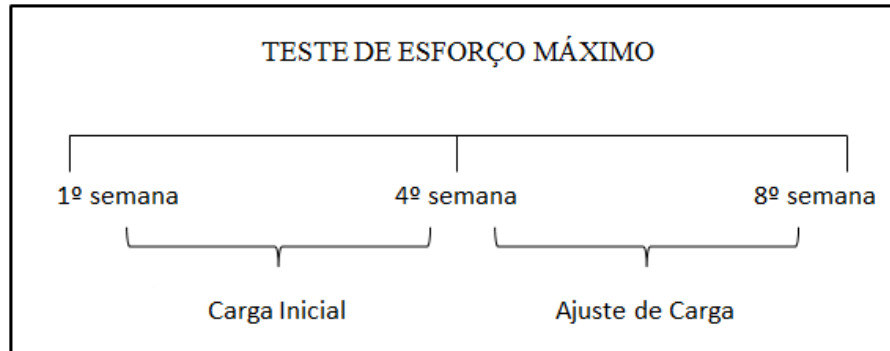 TESTE DE ESFORÇO MÁXIMO
1º semana 4º semana 8º semana
Carga Inicial Ajuste de Carga